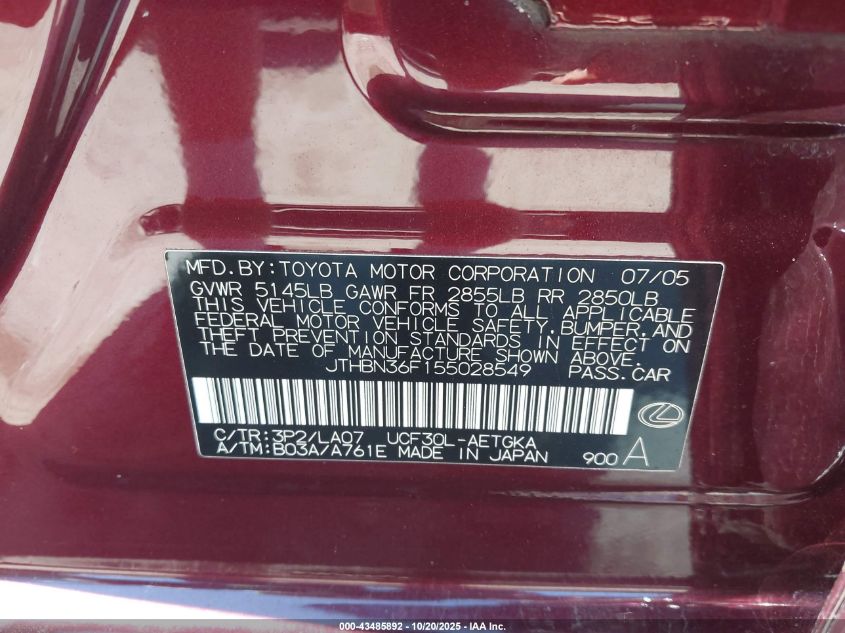 MFD. BY: TOYOTA MOTOR CORPORATION 07/05
GVWR 5145LB GAWR FR 2855LB RR 2850LB
THIS VEHICLE CONFORMS TO ALL APPLICABLE
FEDERAL MOTOR VEHICLE SAFETY, BUMPER, AND
THEFT PREVENTION STANDARDS IN EFFECT ON
THE DATE OF MANUFACTURE SHOWN ABOVE.
JTHBN36F155028549 PASS. CAR
C/TR: 3P2/LA07 UCF30L-AETGKA
A/TM: B03A/A761E MADE IN JAPAN 900 A
000-43485892 - 10/20/2025 - IAA Inc.